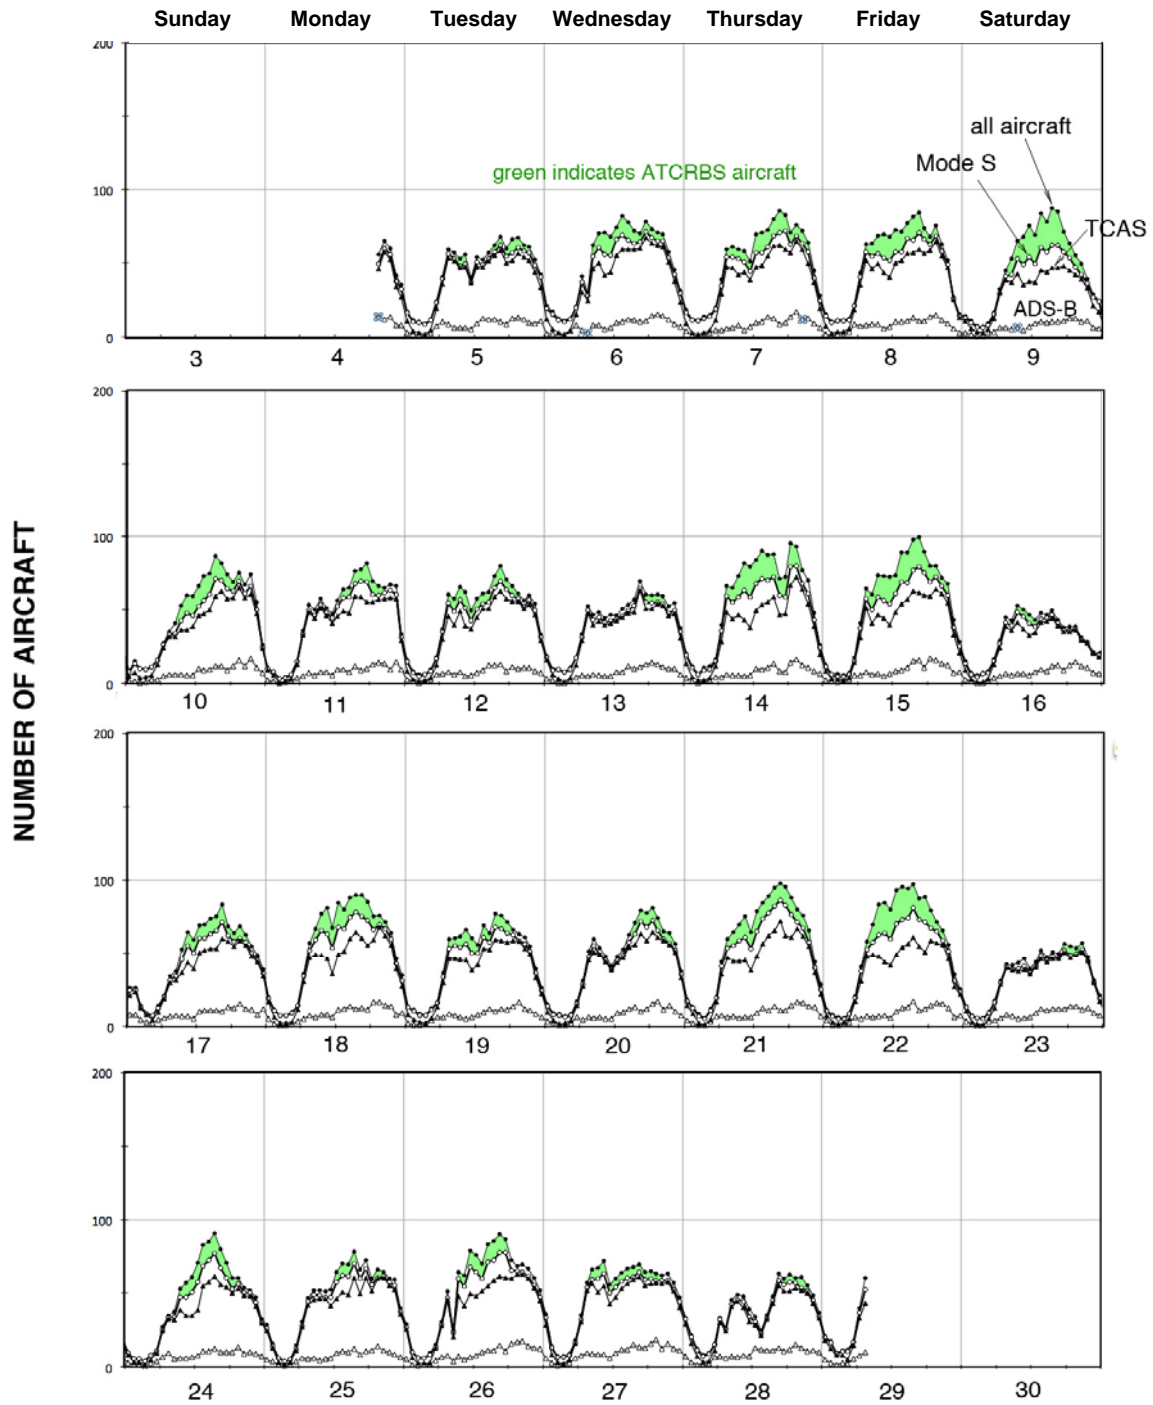 Sunday Monday Tuesday Wednesday Thursday Friday Saturday
200
all aircraft
Mode S
green indicates ATCRBS aircraft
100
TCAS
ADS-B
0
3 4 5 6 7 8 9
200
100
0
10 11 12 13 14 15 16
NUMBER OF AIRCRAFT
200
100
0
17 18 19 20 21 22 23
200
100
0
24 25 26 27 28 29 30